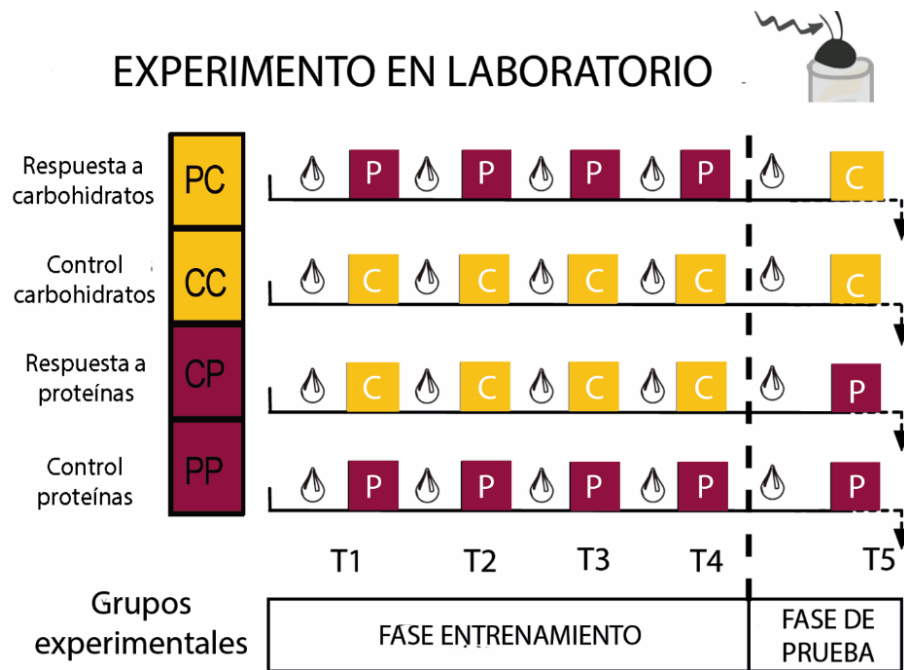 EXPERIMENTO EN LABORATORIO
Respuesta a
carbohidratos
PC
P P P P C
Control
carbohidratos
CC
C C C C C
Respuesta a
proteínas
CP
C C C C P
Control
proteínas
PP
P P P P P
T1 T2 T3 T4 T5
Grupos
experimentales
FASE ENTRENAMIENTO
FASE DE
PRUEBA